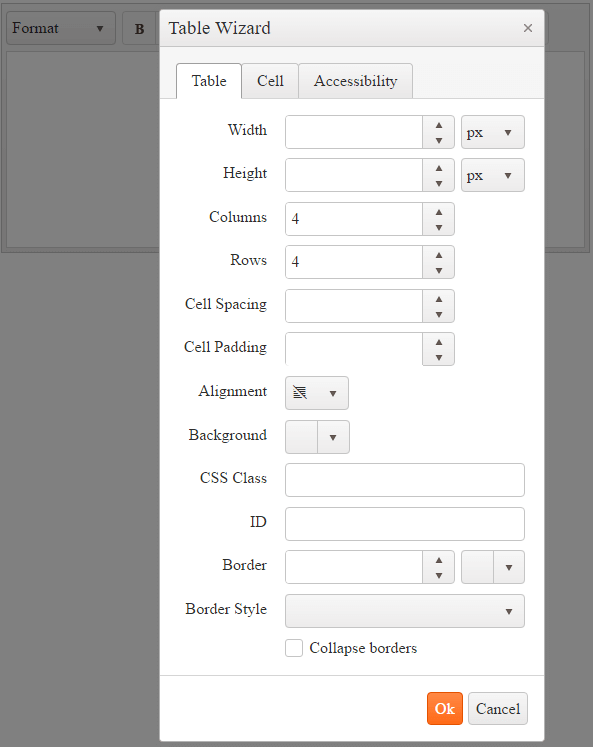 Format B Table Wizard ×
Table Cell Accessibility
Width px
Height px
Columns 4
Rows 4
Cell Spacing
Cell Padding
Alignment
Background
CSS Class
ID
Border
Border Style
Collapse borders
Ok Cancel